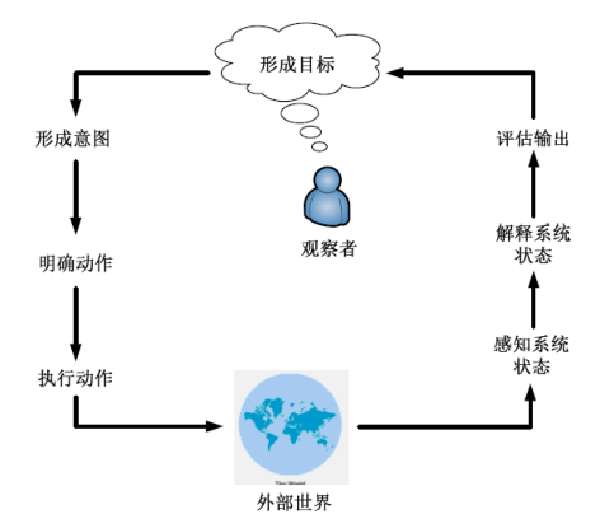 形成目标
形成意图
评估输出
观察者
解释系统
状态
明确动作
感知系统
状态
执行动作
The World
外部世界